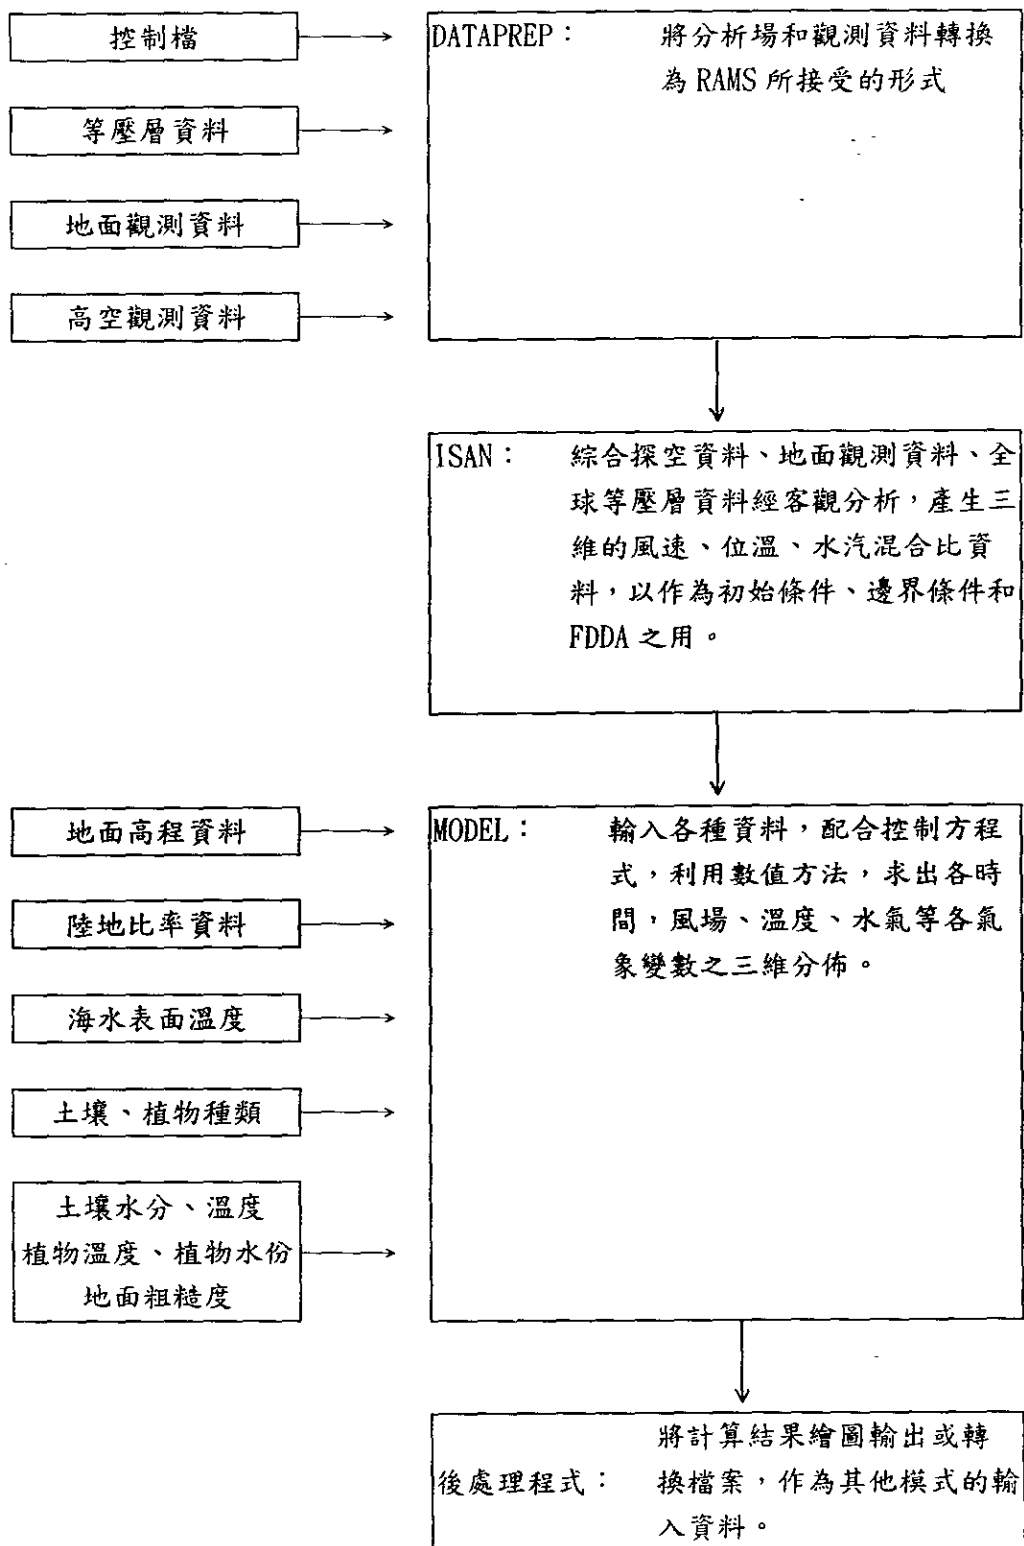 控制檔
DATAPREP： 將分析場和觀測資料轉換
為 RAMS 所接受的形式
等壓層資料
地面觀測資料
高空觀測資料
ISAN： 綜合探空資料、地面觀測資料、全
球等壓層資料經客觀分析，產生三
維的風速、位溫、水汽混合比資
料，以作為初始條件、邊界條件和
FDDA 之用。
地面高程資料
MODEL： 輸入各種資料，配合控制方程
式，利用數值方法，求出各時
間，風場、溫度、水氣等各氣
象變數之三維分佈。
陸地比率資料
海水表面溫度
土壤、植物種類
土壤水分、溫度
植物溫度、植物水份
地面粗糙度
後處理程式： 將計算結果繪圖輸出或轉
換檔案，作為其他模式的輸
入資料。